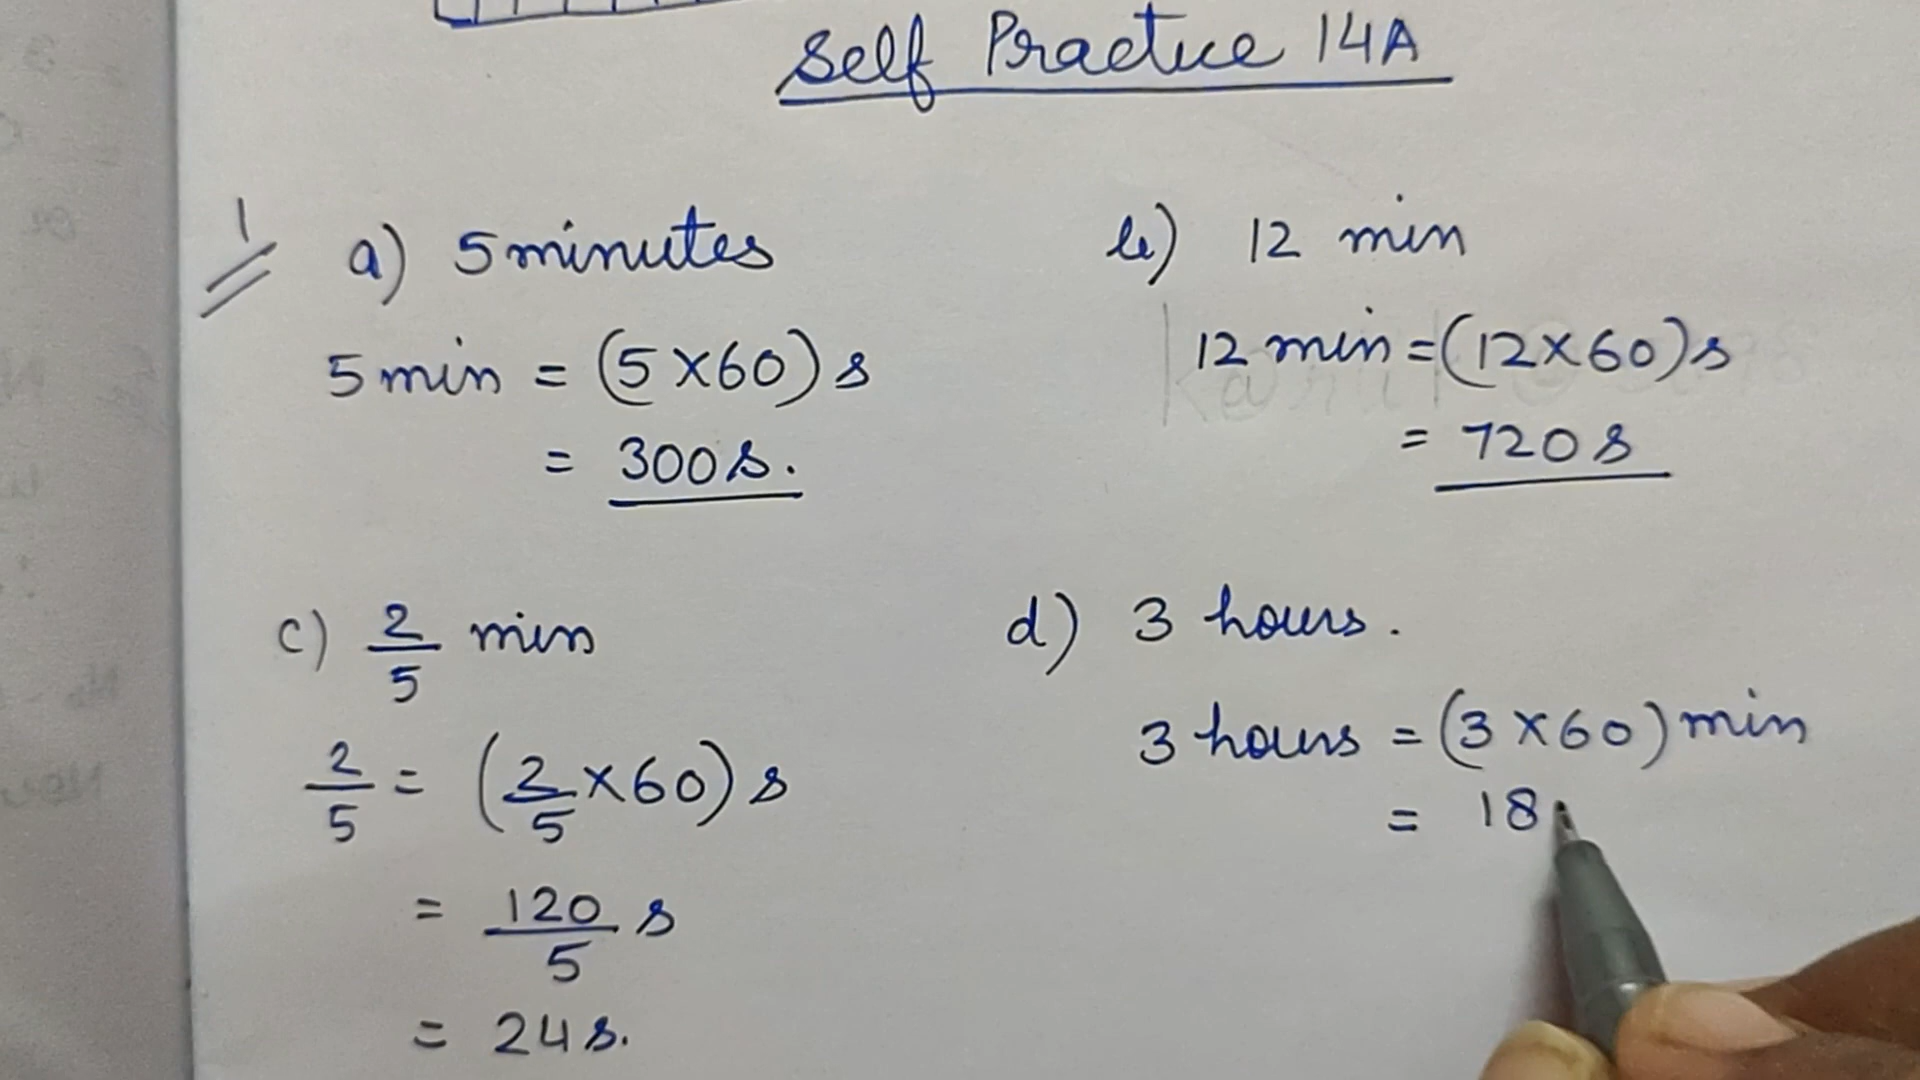 Self Practice 14A
1
a) 5 minutes
5 min = (5 × 60) s
= 300 s.
b) 12 min
12 min = (12 × 60) s
= 720 s
c) 2/5 min
2/5 = (2/5 × 60) s
= 120/5 s
= 24 s.
d) 3 hours.
3 hours = (3 × 60) min
= 18